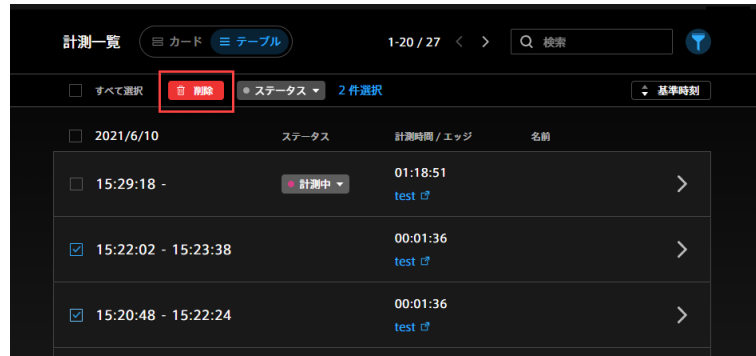 計測一覧 カード テーブル 1-20 / 27 検索
すべて選択 削除 ステータス 2 件選択 基準時刻
2021/6/10 ステータス 計測時間 / エッジ 名前
15:29:18 - 計測中 01:18:51
test
15:22:02 - 15:23:38 00:01:36
test
15:20:48 - 15:22:24 00:01:36
test